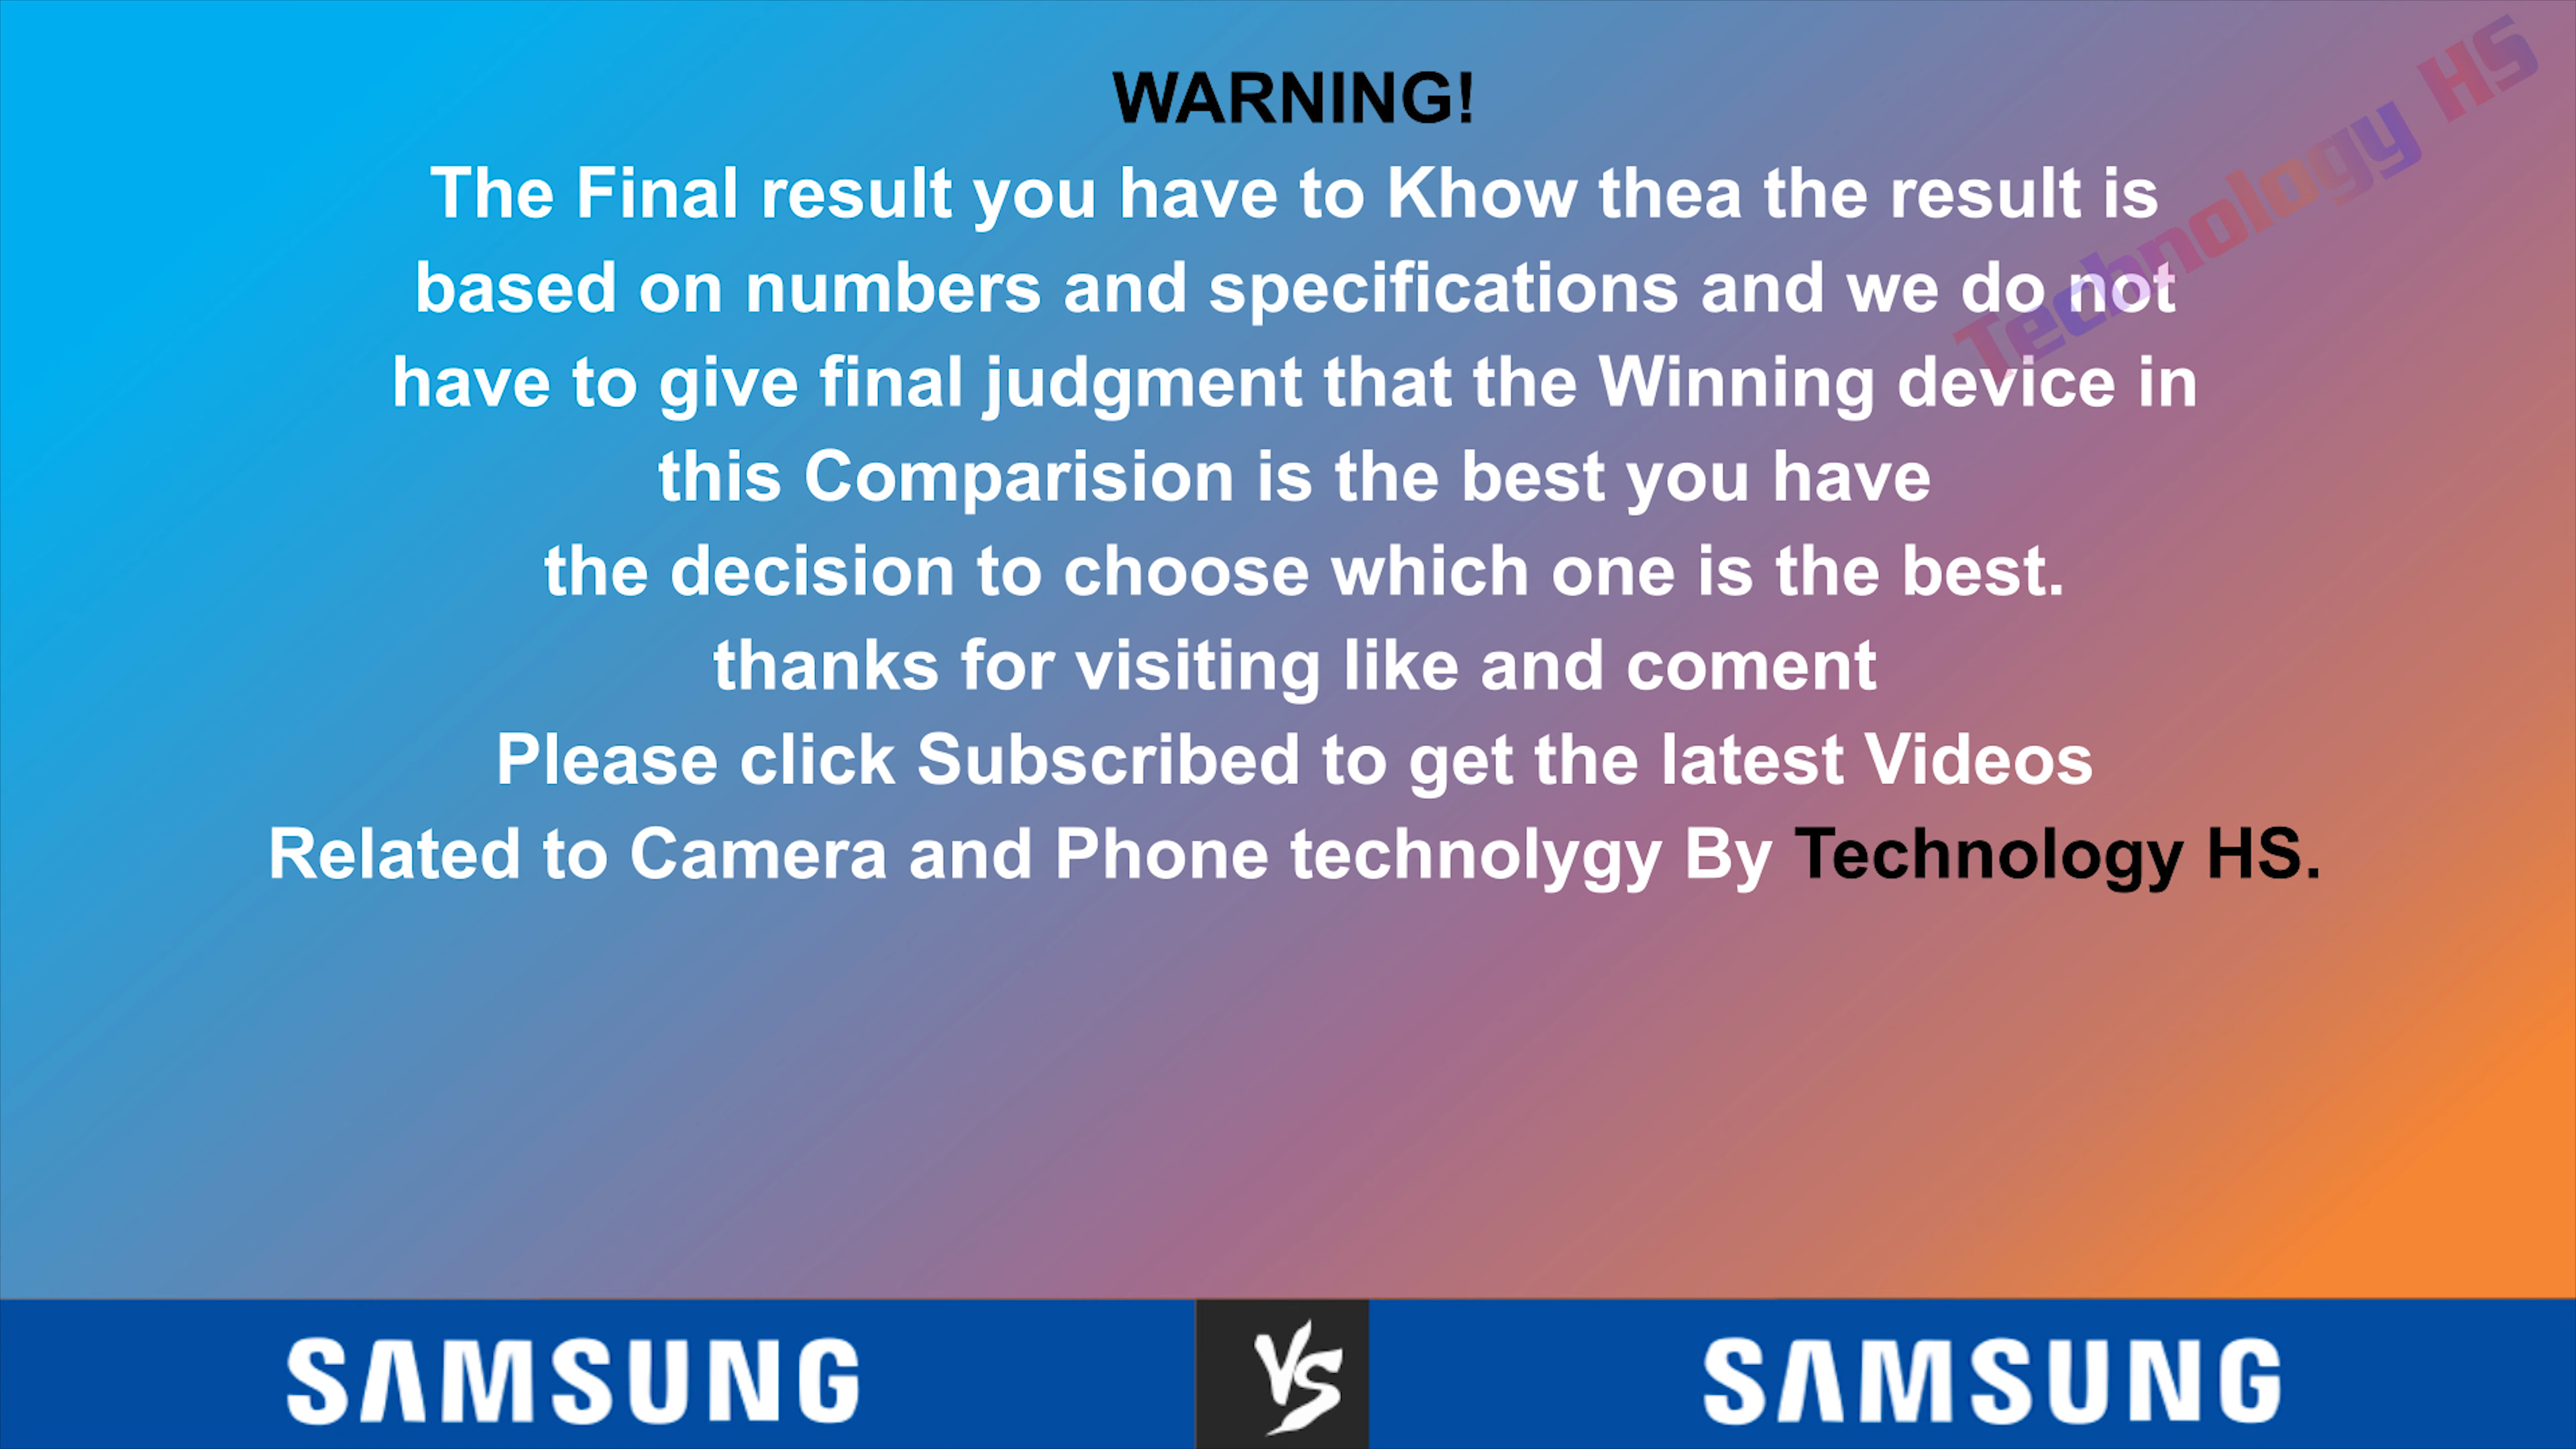 WARNING!
The Final result you have to Khow thea the result is
based on numbers and specifications and we do not
have to give final judgment that the Winning device in
this Comparision is the best you have
the decision to choose which one is the best.
thanks for visiting like and coment
Please click Subscribed to get the latest Videos
Related to Camera and Phone technolygy By Technology HS.
Technology HS
SAMSUNG VS SAMSUNG